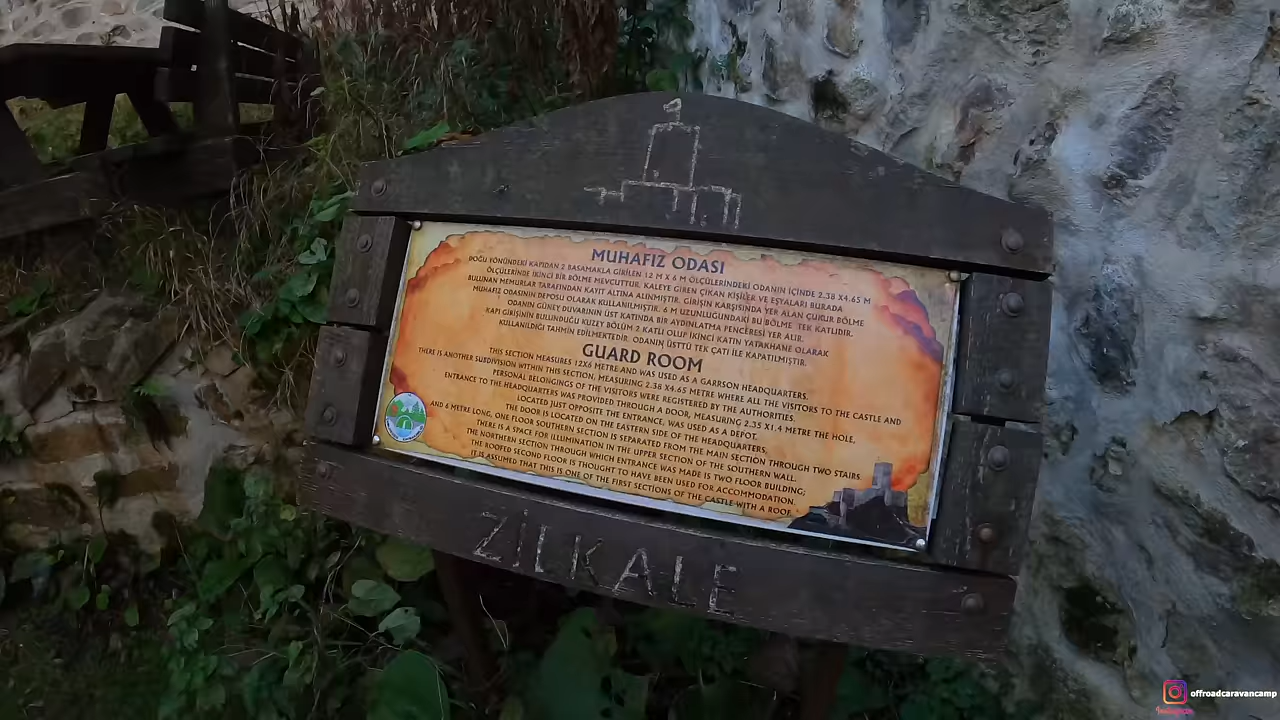 MUHAFIZ ODASI
DOĞU YÖNÜNDEKİ KAPIDAN 2 BASAMAKLA GİRİLEN 12 M X 6 M ÖLÇÜLERİNDEKİ ODANIN İÇİNDE 2.38 X4.65 M
ÖLÇÜLERİNDE İKİNCİ BİR BÖLME MEVCUTTUR. KALEYE GİREN ÇIKAN KİŞİLER VE EŞYALARI BURADA
BULUNAN MEMURLAR TARAFINDAN KAYIT ALTINA ALINMIŞTIR. GİRİŞİN KARŞISINDA YER ALAN ÇUKUR BÖLME
MUHAFIZ ODASININ DEPOSU OLARAK KULLANILMIŞTIR. 6 M UZUNLUĞUNDAKİ BU BÖLME TEK KATLIDIR.
ODANIN GÜNEY DUVARININ ÜST KATINDA BİR AYDINLATMA PENCERESİ YER ALIR.
KAPI GİRİŞİNİN BULUNDUĞU KUZEY BÖLÜM 2 KATLI OLUP İKİNCİ KATIN YATAKHANE OLARAK
KULLANILDIĞI TAHMİN EDİLMEKTEDİR. ODANIN ÜSTTÜ TEK ÇATI İLE KAPATILMIŞTIR.
GUARD ROOM
THIS SECTION MEASURES 12X6 METRE AND WAS USED AS A GARRSON HEADQUARTERS.
THERE IS ANOTHER SUBDIVISION WITHIN THIS SECTION, MEASURING 2.38 X4.65 METRE WHERE ALL THE VISITORS TO THE CASTLE AND
PERSONAL BELONGINGS OF THE VISITORS WERE REGISTERED BY THE AUTHORITIES.
ENTRANCE TO THE HEADQUARTERS WAS PROVIDED THROUGH A DOOR, MEASURING 2.35 X1.4 METRE THE HOLE,
LOCATED JUST OPPOSITE THE ENTRANCE, WAS USED AS A DEPOT.
THE DOOR IS LOCATED ON THE EASTERN SIDE OF THE HEADQUARTERS,
AND 6 METRE LONG, ONE FLOOR SOUTHERN SECTION IS SEPARATED FROM THE MAIN SECTION THROUGH TWO STAIRS.
THERE IS A SPACE FOR ILLUMINATION IN THE UPPER SECTION OF THE SOUTHERN WALL.
THE NORTHERN SECTION THROUGH WHICH ENTRANCE WAS MADE IS TWO FLOOR BUILDING;
THE ROOFED SECOND FLOOR IS THOUGHT TO HAVE BEEN USED FOR ACCOMMODATION.
IT IS ASSUMED THAT THIS IS ONE OF THE FIRST SECTIONS OF THE CASTLE WITH A ROOF.
ZİLKALE
offroadcaravancamp
Instagram